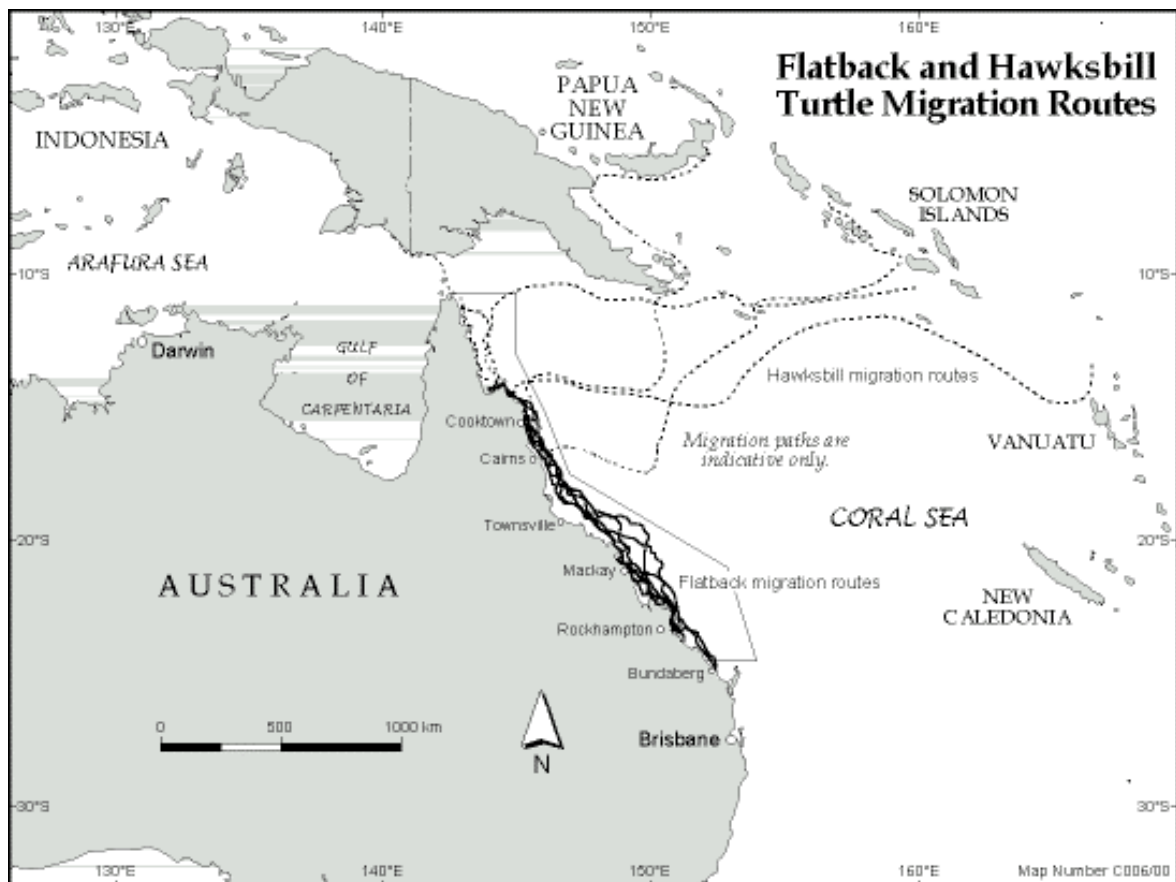 130°E
140°E
150°E
160°E
Flatback and Hawksbill
Turtle Migration Routes
PAPUA
NEW
GUINEA
INDONESIA
SOLOMON
ISLANDS
ARAFURA SEA
10°S
10°S
Darwin
GULF
OF
CARPENTARIA
Hawksbill migration routes
Cooktown
Migration paths are
indicative only.
VANUATU
Cairns
CORAL SEA
Townsville
20°S
20°S
Mackay
Flatback migration routes
AUSTRALIA
NEW
CALEDONIA
Rockhampton
Bundaberg
0 500 1000 km
Brisbane
N
30°S
30°S
130°E
140°E
150°E
160°E
Map Number C006/00